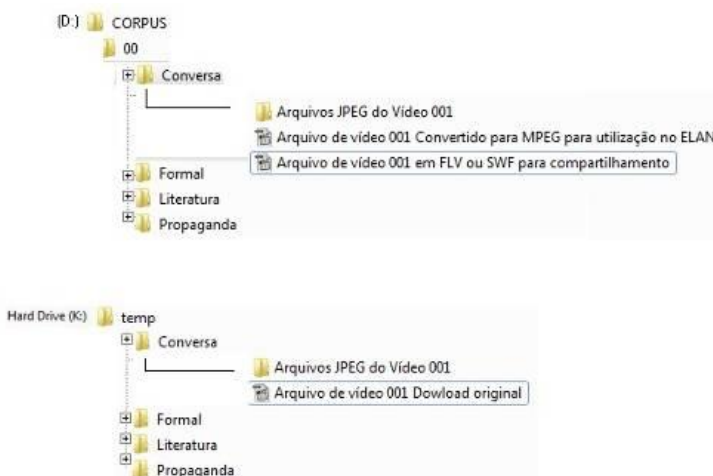 (D:) CORPUS
00
Conversa
Arquivos JPEG do Vídeo 001
Arquivo de vídeo 001 Convertido para MPEG para utilização no ELAN
Arquivo de vídeo 001 em FLV ou SWF para compartilhamento
Formal
Literatura
Propaganda
Hard Drive (K:) temp
Conversa
Arquivos JPEG do Vídeo 001
Arquivo de vídeo 001 Dowload original
Formal
Literatura
Propaganda